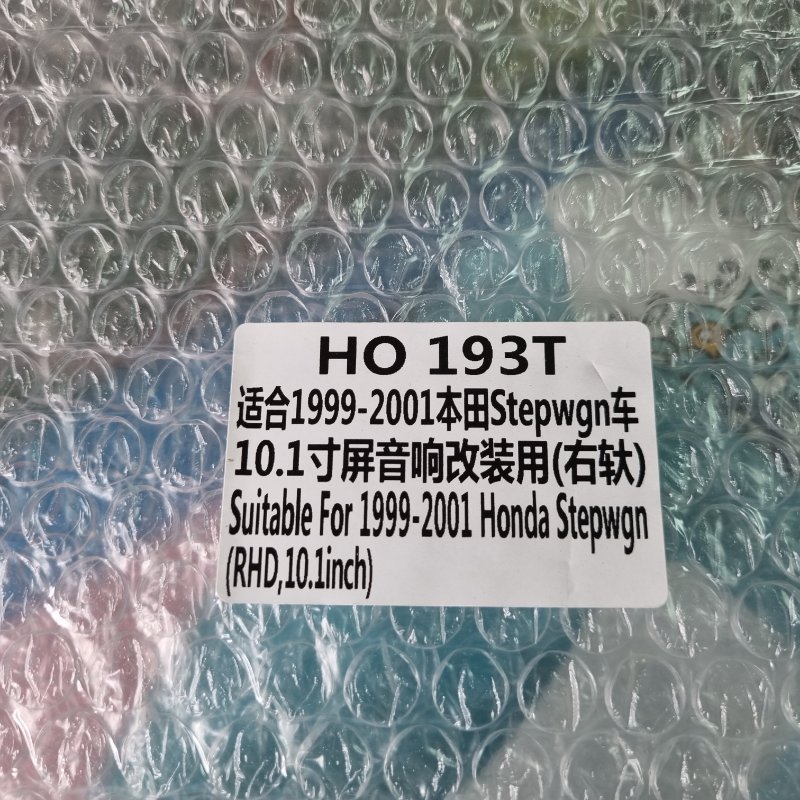 HO 193T
适合1999-2001本田Stepwgn车
10.1寸屏音响改装用(右软)
Suitable For 1999-2001 Honda Stepwgn
(RHD,10.1inch)